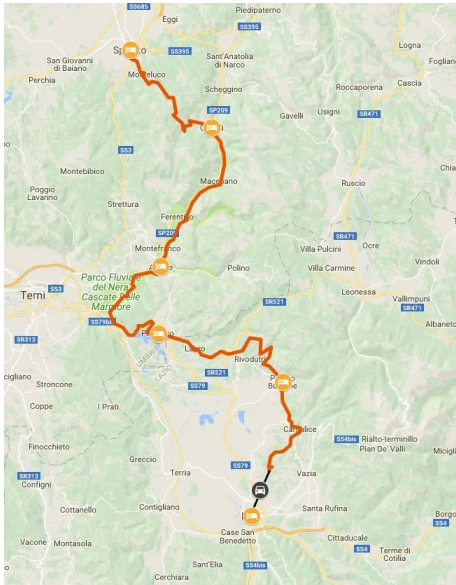 SS685
Piedipaterno
Eggi
SS395
SS395
Logna
San Giovanni
di Baiano
Monteluco
Sant'Anatolia
di Narco
Foglian
Perchia
Scheggino
Cascia
Roccaporena
SP209
Gavelli
Usigni
SR471
SS3
Montebibico
Macenano
Ruscio
Poggio
Lavarino
Strettura
Ferentillo
SP209
SR471
Montefranco
Villa Pulcini
Ocre
Polino
Villa Carmine
Vindoli
Parco Fluviale
del Nera
Cascate Delle
Marmore
Leonessa
Vallimpuni
SS3
Terni
SR521
SR471
SS79bis
Albaneto
SR313
UMBRIA
LAZIO
Labro
Rivodutri
SR521
SS79
cigliano
Stroncone
Coppe
I Prati
Cantalice
SS4bis
Rialto-terminillo
Pian De' Valli
Finocchieto
Greccio
SS79
Vazia
Micigli
SR313
Configni
Terria
Cottanello
Contigliano
Santa Rufina
Borgo
SS4
Case San
Benedetto
Cittaducale
Vacone
Montasola
SS4
Terme di
Cotilia
Sant'Elia
SS4bis
Cerchiara